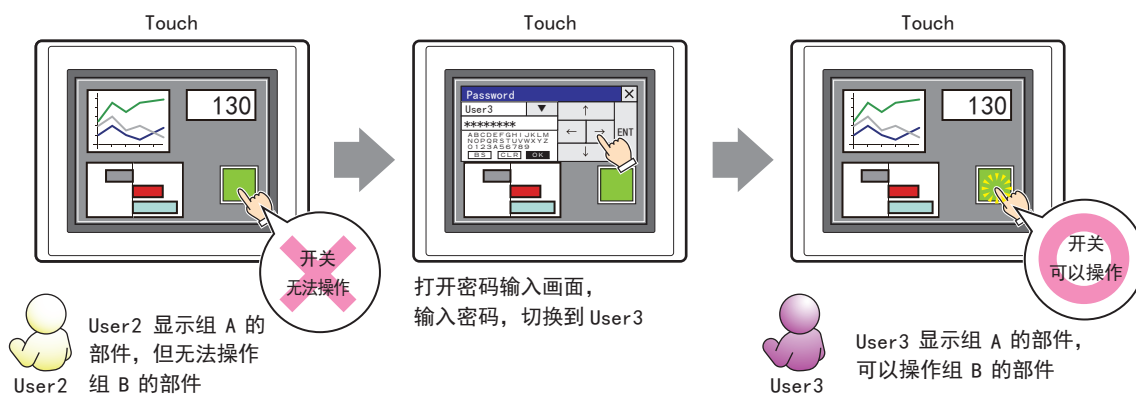 Touch
130
开关
无法操作
User2 显示组 A 的
部件，但无法操作
组 B 的部件
User2
Touch
Password
User3
********
ABCDEFGHIJKLM
NOPQRSTUVWXYZ
0123A56789
BS CLR OK
ENT
打开密码输入画面，
输入密码，切换到 User3
Touch
130
开关
可以操作
User3 显示组 A 的部件，
可以操作组 B 的部件
User3